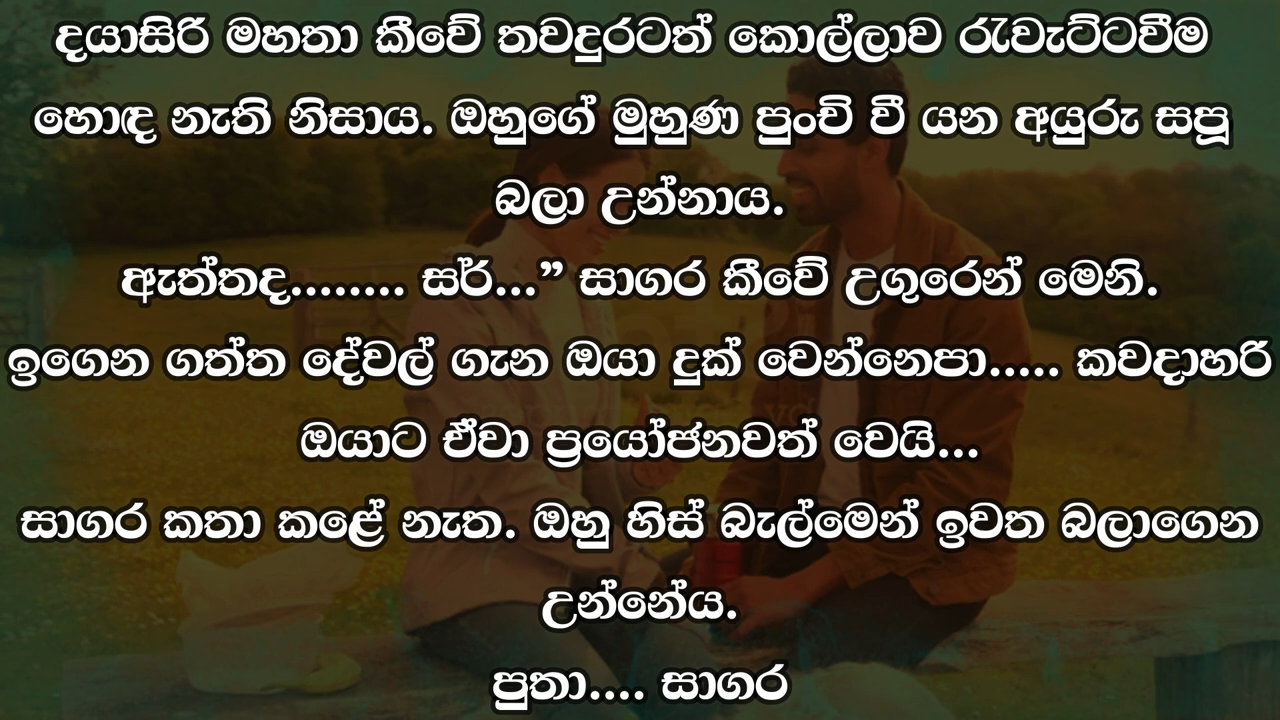 දයාසිරි මහතා කීවේ තවදුරටත් කොල්ලාව රැවැට්ටවීම
හොඳ නැති නිසාය. ඔහුගේ මුහුණ පුංචි වී යන අයුරු සපූ
බලා උන්නාය.
ඇත්තද........ සර්...” සාගර කීවේ උගුරෙන් මෙනි.
ඉගෙන ගත්ත දේවල් ගැන ඔයා දුක් වෙන්නෙපා..... කවදාහරි
ඔයාට ඒවා ප්‍රයෝජනවත් වෙයි...
සාගර කතා කළේ නැත. ඔහු හිස් බැල්මෙන් ඉවත බලාගෙන
උන්නේය.
පුතා.... සාගර